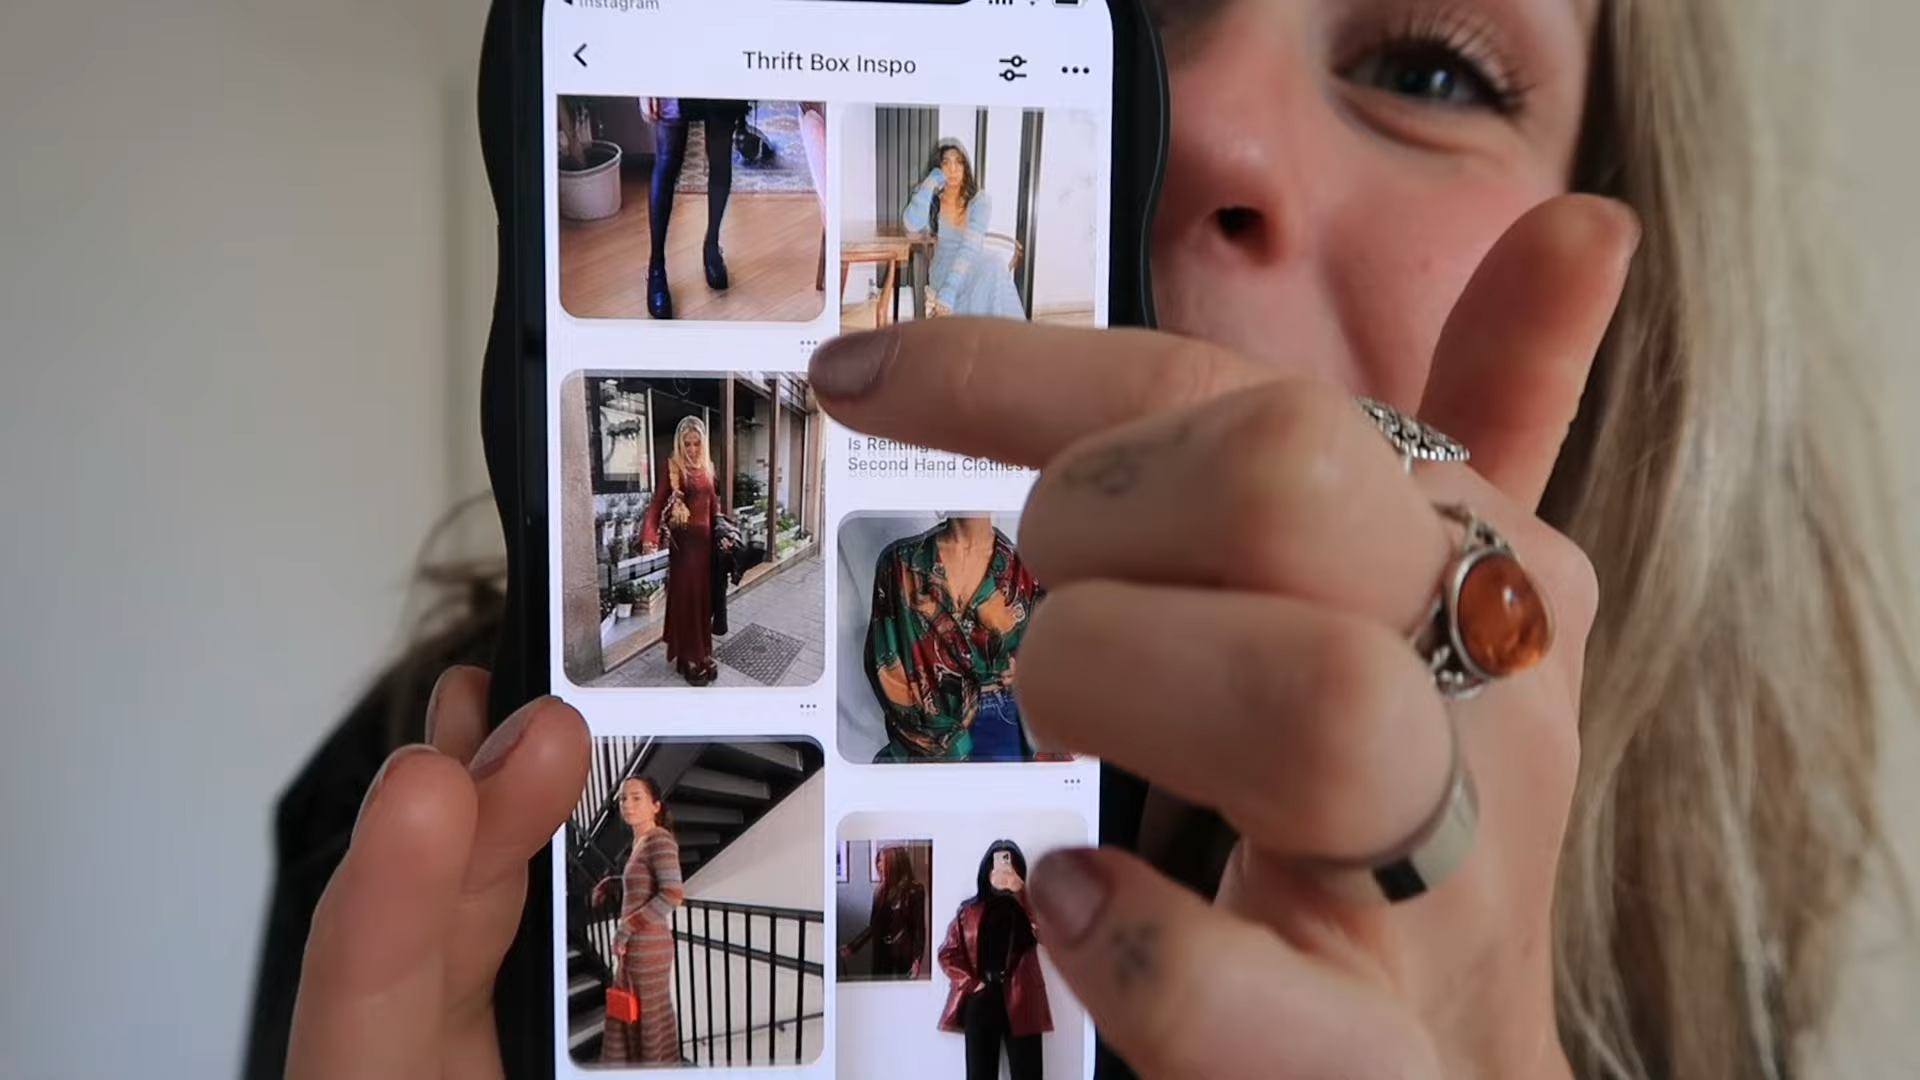 Instagram
Thrift Box Inspo
Is Renting
Second Hand Clothes